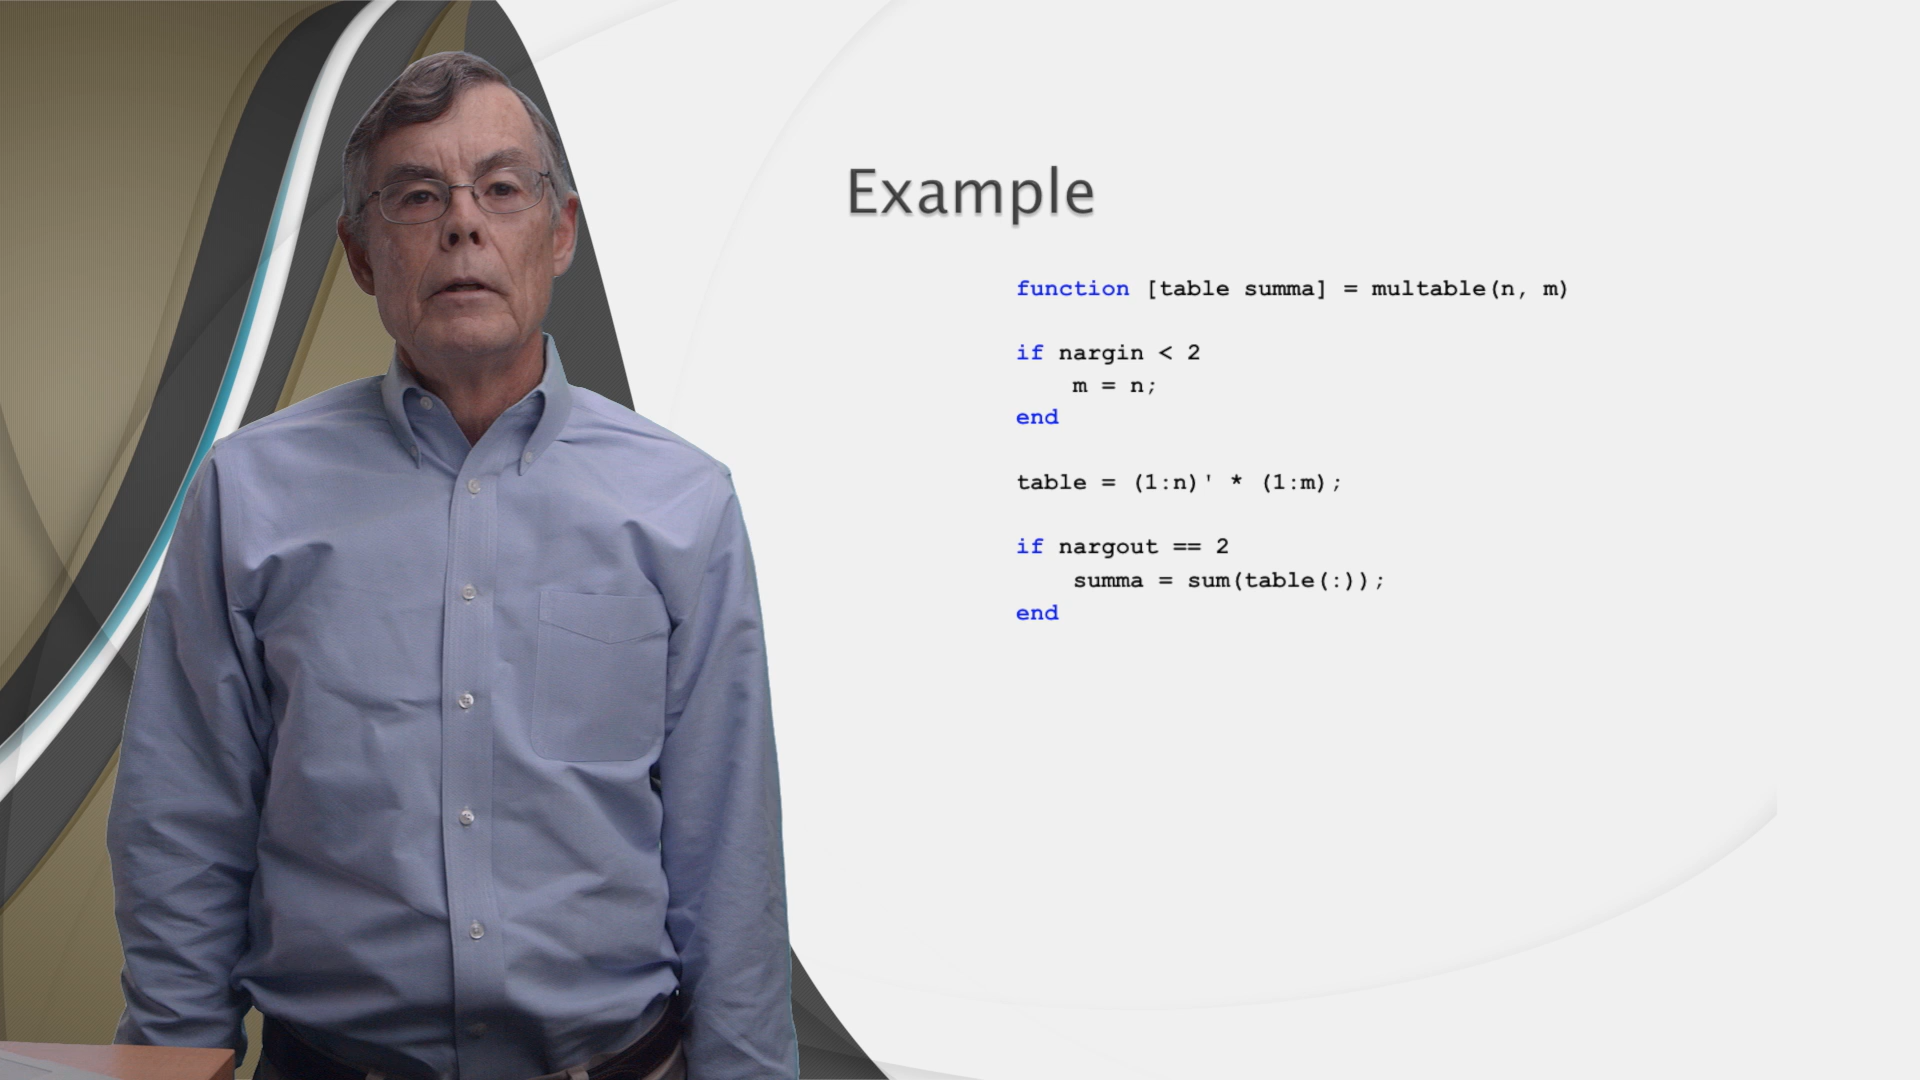 Example
function [table summa] = multable(n, m)
if nargin < 2
m = n;
end
table = (1:n)' * (1:m);
if nargout == 2
summa = sum(table(:));
end